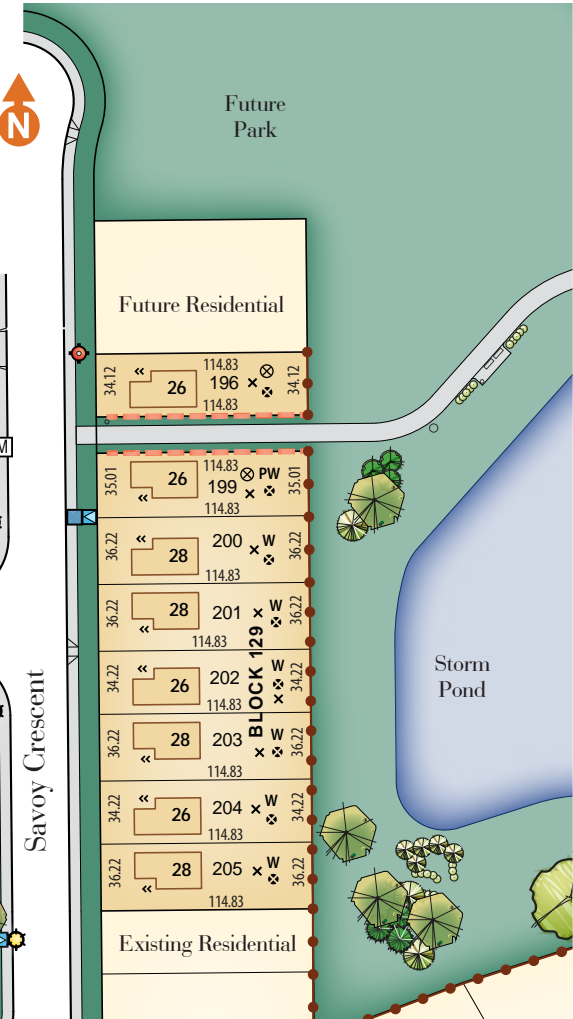 N
Future
Park
Future Residential
34.12
«
26
114.83
196
114.83
34.12
M
35.01
«
26
114.83
199
PW
114.83
35.01
36.22
«
28
200
W
114.83
36.22
36.22
«
28
201
W
114.83
36.22
BLOCK 129
34.22
«
26
202
W
114.83
34.22
36.22
«
28
203
W
114.83
36.22
34.22
«
26
204
W
114.83
34.22
36.22
«
28
205
W
114.83
36.22
Savoy Crescent
Storm
Pond
Existing Residential